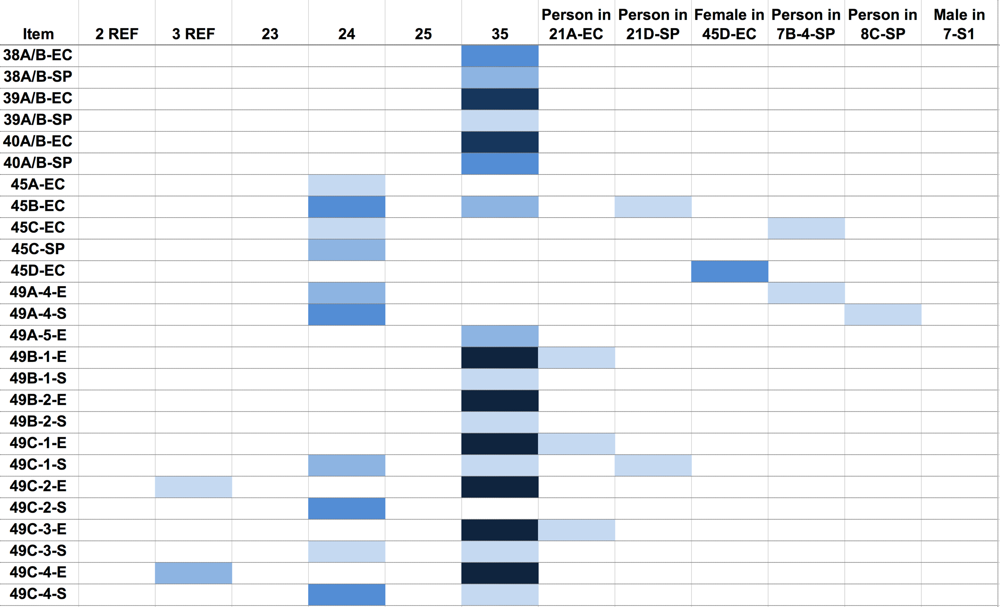 Item 2 REF 3 REF 23 24 25 35 Person in 21A-EC Person in 21D-SP Female in 45D-EC Person in 7B-4-SP Person in 8C-SP Male in 7-S1
38A/B-EC
38A/B-SP
39A/B-EC
39A/B-SP
40A/B-EC
40A/B-SP
45A-EC
45B-EC
45C-EC
45C-SP
45D-EC
49A-4-E
49A-4-S
49A-5-E
49B-1-E
49B-1-S
49B-2-E
49B-2-S
49C-1-E
49C-1-S
49C-2-E
49C-2-S
49C-3-E
49C-3-S
49C-4-E
49C-4-S